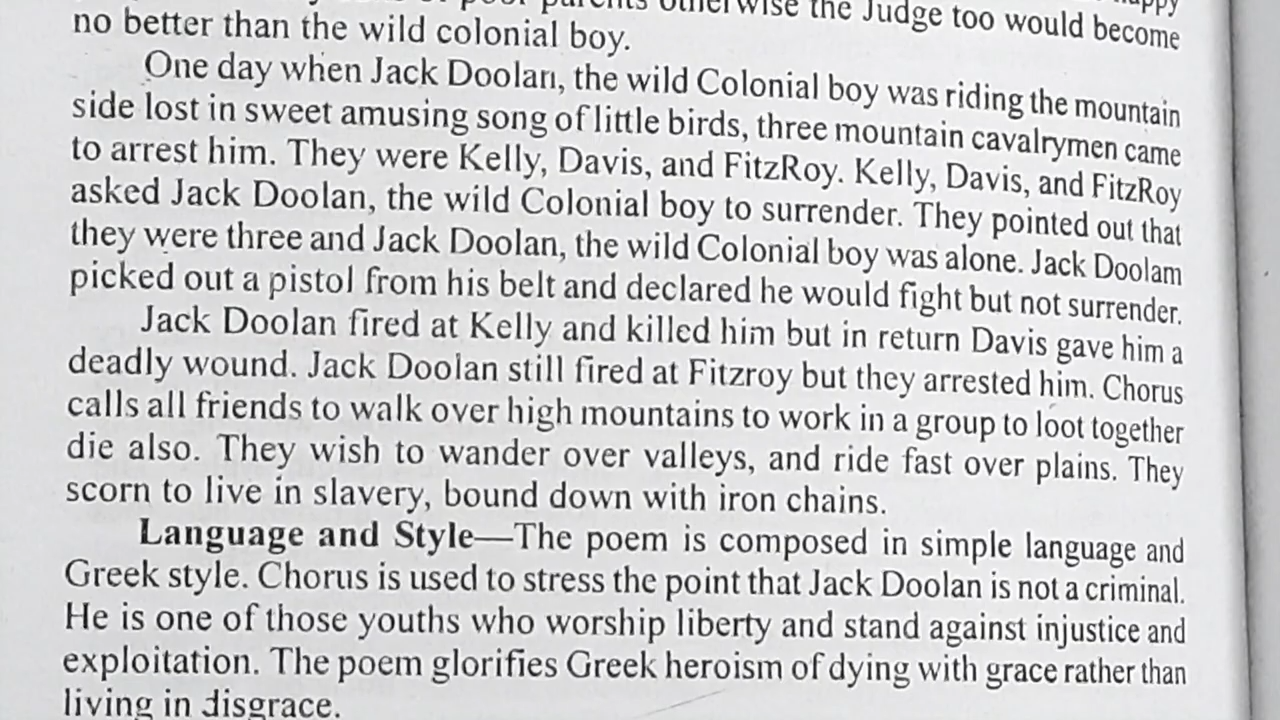 poor parents otherwise the Judge too would become
no better than the wild colonial boy.
One day when Jack Doolan, the wild Colonial boy was riding the mountain
side lost in sweet amusing song of little birds, three mountain cavalrymen came
to arrest him. They were Kelly, Davis, and FitzRoy. Kelly, Davis, and FitzRoy
asked Jack Doolan, the wild Colonial boy to surrender. They pointed out that
they were three and Jack Doolan, the wild Colonial boy was alone. Jack Doolam
picked out a pistol from his belt and declared he would fight but not surrender.
Jack Doolan fired at Kelly and killed him but in return Davis gave him a
deadly wound. Jack Doolan still fired at Fitzroy but they arrested him. Chorus
calls all friends to walk over high mountains to work in a group to loot together
die also. They wish to wander over valleys, and ride fast over plains. They
scorn to live in slavery, bound down with iron chains.
Language and Style—The poem is composed in simple language and
Greek style. Chorus is used to stress the point that Jack Doolan is not a criminal.
He is one of those youths who worship liberty and stand against injustice and
exploitation. The poem glorifies Greek heroism of dying with grace rather than
living in disgrace.